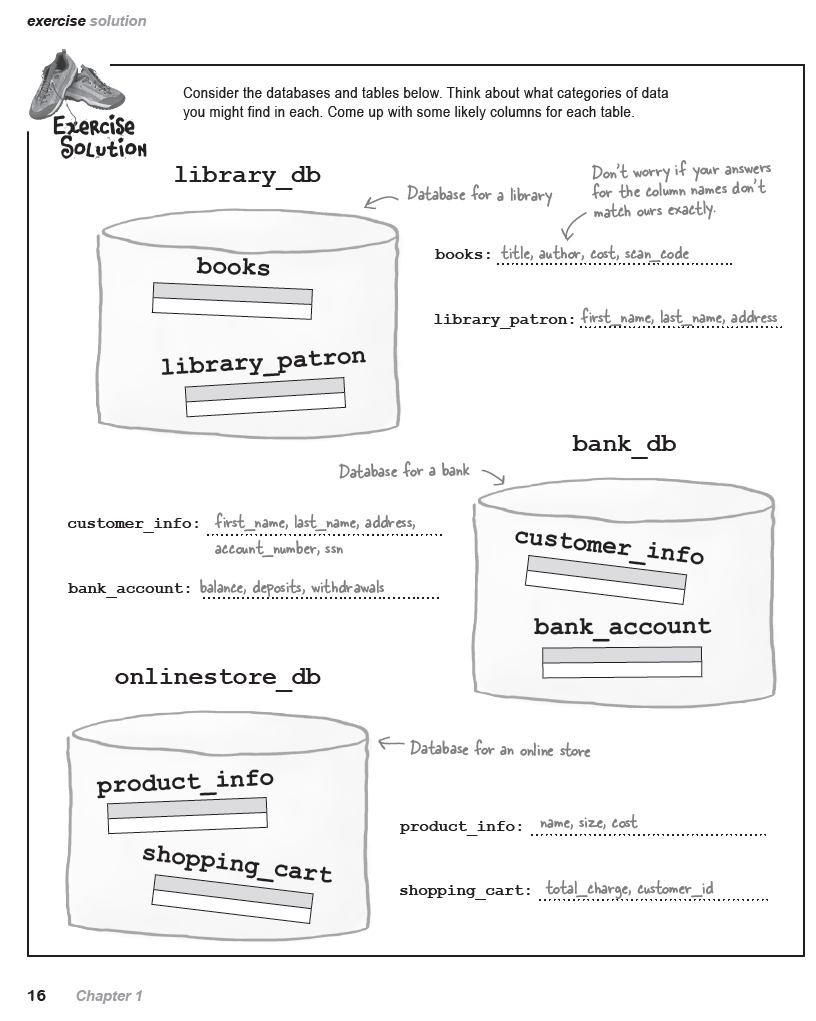 exercise solution
Exercise
Solution
Consider the databases and tables below. Think about what categories of data
you might find in each. Come up with some likely columns for each table.
library_db
Database for a library
Don't worry if your answers
for the column names don't
match ours exactly.
books
library_patron
books: title, author, cost, scan_code
library_patron: first_name, last_name, address
bank_db
Database for a bank
customer_info: first_name, last_name, address,
account_number, ssn
bank_account: balance, deposits, withdrawals
customer_info
bank_account
onlinestore_db
Database for an online store
product_info
shopping_cart
product_info: name, size, cost
shopping_cart: total_charge, customer_id
16 Chapter 1